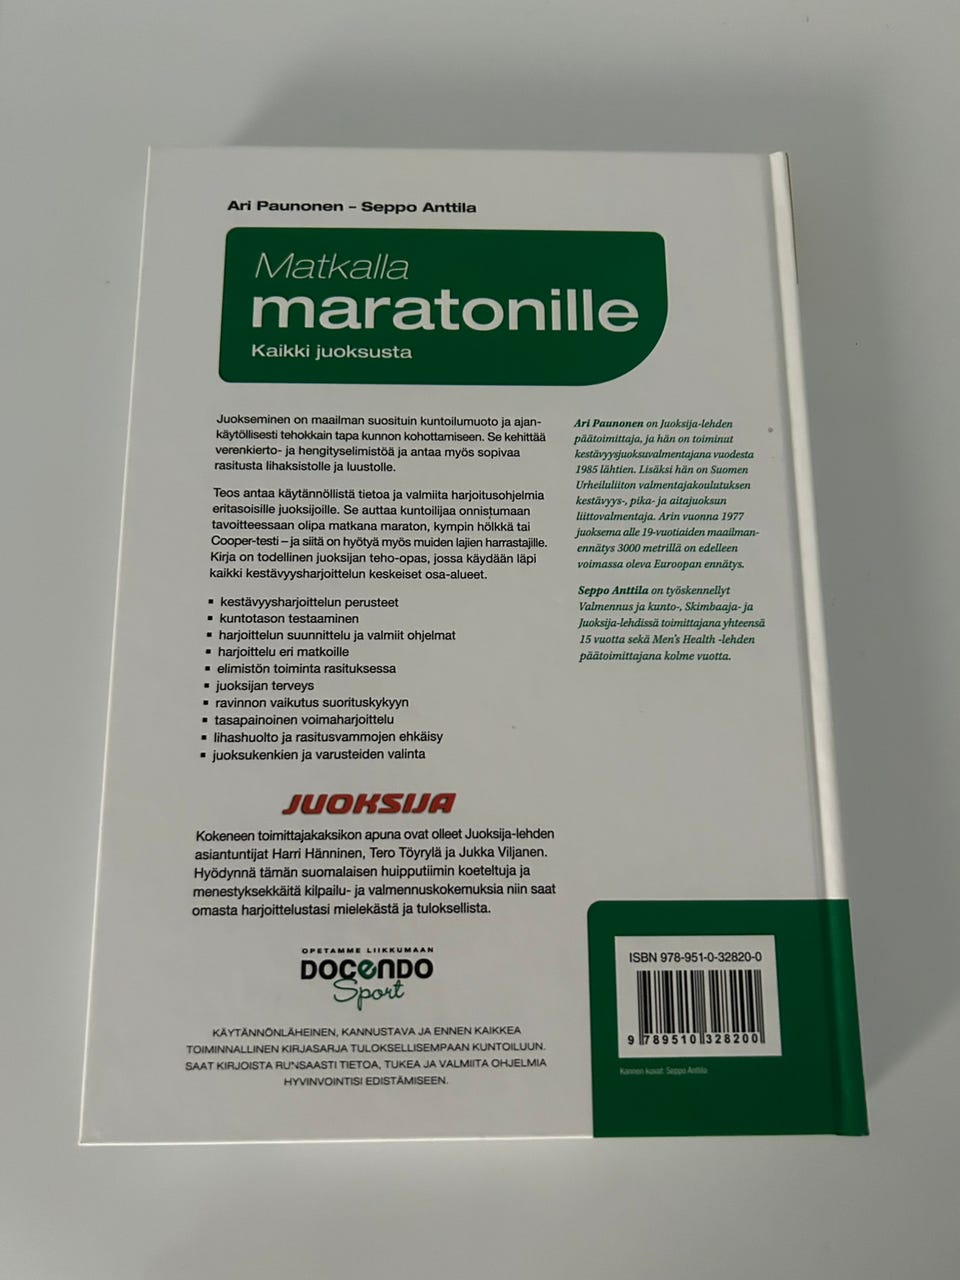 Ari Paunonen – Seppo Anttila
Matkalla
maratonille
Kaikki juoksusta
Juokseminen on maailman suosituin kuntoilumuoto ja ajan-
käytöllisesti tehokkain tapa kunnon kohottamiseen. Se kehittää
verenkierto- ja hengityselimistöä ja antaa myös sopivaa
rasitusta lihaksistolle ja luustolle.
Teos antaa käytännöllistä tietoa ja valmiita harjoitusohjelmia
eritasoisille juoksijoille. Se auttaa kuntoilijaa onnistumaan
tavoitteessaan olipa matkana maraton, kympin hölkkä tai
Cooper-testi – ja siitä on hyötyä myös muiden lajien harrastajille.
Kirja on todellinen juoksijan teho-opas, jossa käydään läpi
kaikki kestävyysharjoittelun keskeiset osa-alueet.
▪ kestävyysharjoittelun perusteet
▪ kuntotason testaaminen
▪ harjoittelun suunnittelu ja valmiit ohjelmat
▪ harjoittelu eri matkoille
▪ elimistön toiminta rasituksessa
▪ juoksijan terveys
▪ ravinnon vaikutus suorituskykyyn
▪ tasapainoinen voimaharjoittelu
▪ lihashuolto ja rasitusvammojen ehkäisy
▪ juoksukenkien ja varusteiden valinta
JUOKSIJA
Kokeneen toimittajakaksikon apuna ovat olleet Juoksija-lehden
asiantuntijat Harri Hänninen, Tero Töyrylä ja Jukka Viljanen.
Hyödynnä tämän suomalaisen huipputiimin koeteltuja ja
menestyksekkäitä kilpailu- ja valmennuskokemuksia niin saat
omasta harjoittelustasi mielekästä ja tuloksellista.
OPETAMME LIIKKUMAAN
DOCENDO
Sport
KÄYTÄNNÖNLÄHEINEN, KANNUSTAVA JA ENNEN KAIKKEA
TOIMINNALLINEN KIRJASARJA TULOKSELLISEMPAAN KUNTOILUUN.
SAAT KIRJOISTA RUNSAASTI TIETOA, TUKEA JA VALMIITA OHJELMIA
HYVINVOINTISI EDISTÄMISEEN.
Ari Paunonen on Juoksija-lehden
päätoimittaja, ja hän on toiminut
kestävyysjuoksuvalmentajana vuodesta
1985 lähtien. Lisäksi hän on Suomen
Urheiluliiton valmentajakoulutuksen
kestävyys-, pika- ja aitajuoksun
liittovalmentaja. Arin vuonna 1977
juoksema alle 19-vuotiaiden maailman-
ennätys 3000 metrillä on edelleen
voimassa oleva Euroopan ennätys.
Seppo Anttila on työskennellyt
Valmennus ja kunto-, Skimbaaja- ja
Juoksija-lehdissä toimittajana yhteensä
15 vuotta sekä Men's Health -lehden
päätoimittajana kolme vuotta.
ISBN 978-951-0-32820-0
9 789510 328200
Kannen kuvat: Seppo Anttila